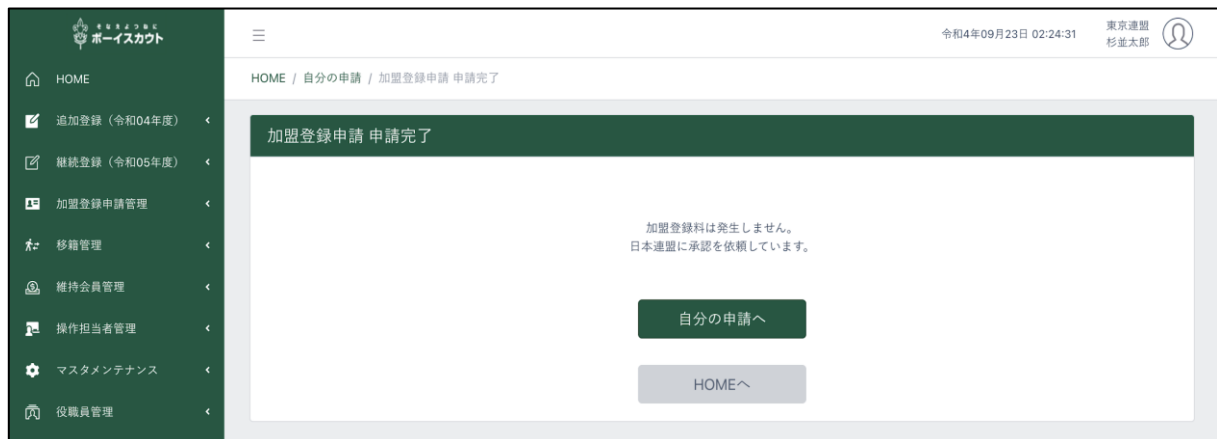 そなえよつねに
ボーイスカウト
令和4年09月23日 02:24:31
東京連盟
杉並太郎
HOME
追加登録（令和04年度）
継続登録（令和05年度）
加盟登録申請管理
移籍管理
維持会員管理
操作担当者管理
マスタメンテナンス
役職員管理
HOME / 自分の申請 / 加盟登録申請 申請完了
加盟登録申請 申請完了
加盟登録料は発生しません。
日本連盟に承認を依頼しています。
自分の申請へ
HOMEへ